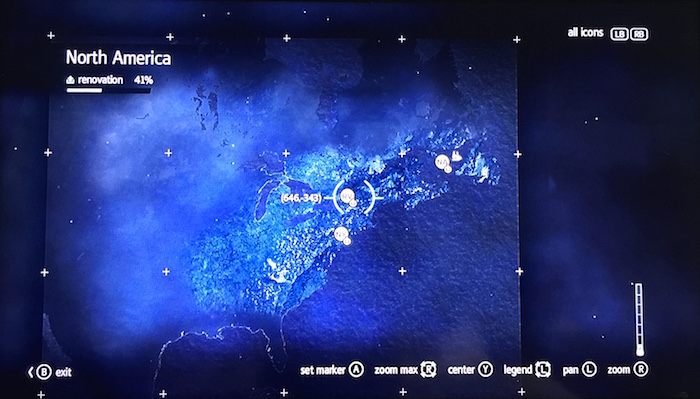 all icons LB RB
North America
renovation 41%
(646,-343)
B exit
set marker A zoom max R center Y legend L pan L zoom R